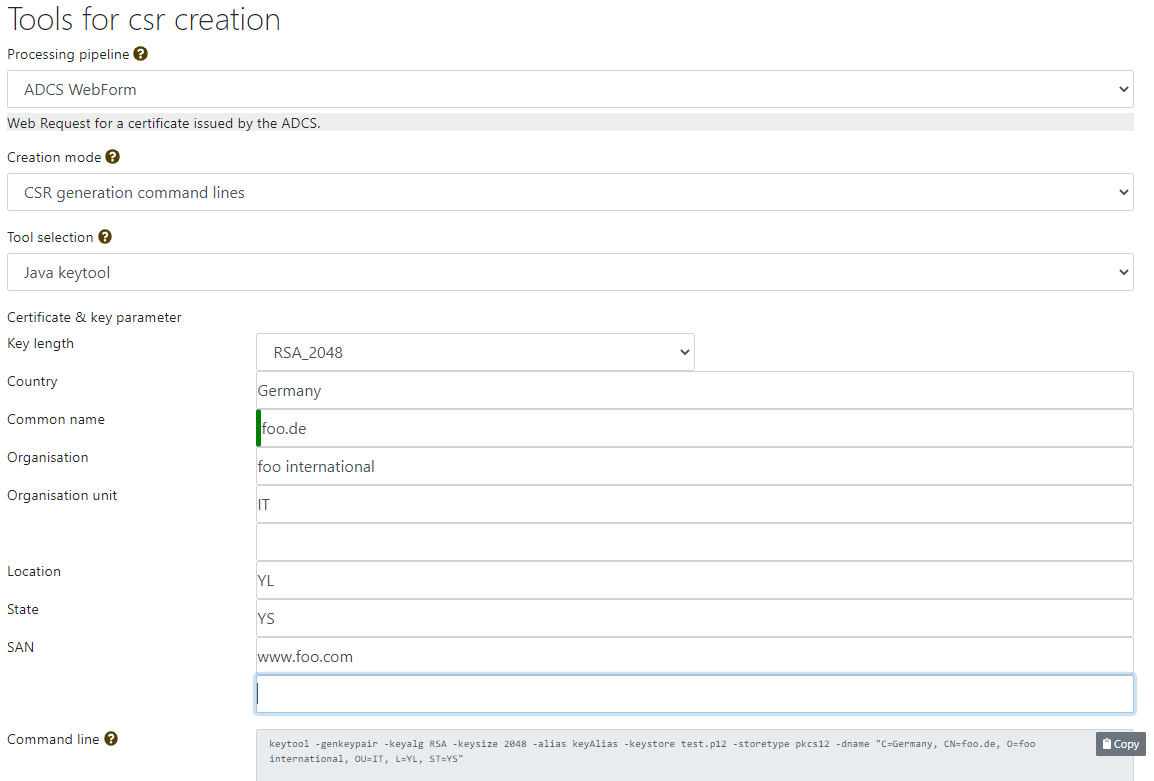 Tools for csr creation
Processing pipeline ?
ADCS WebForm
Web Request for a certificate issued by the ADCS.
Creation mode ?
CSR generation command lines
Tool selection ?
Java keytool
Certificate & key parameter
Key length
RSA_2048
Country
Germany
Common name
foo.de
Organisation
foo international
Organisation unit
IT
Location
YL
State
YS
SAN
www.foo.com
Command line ?
keytool -genkeypair -keyalg RSA -keysize 2048 -alias keyAlias -keystore test.p12 -storetype pkcs12 -dname "C=Germany, CN=foo.de, O=foo
international, OU=IT, L=YL, ST=YS"
Copy